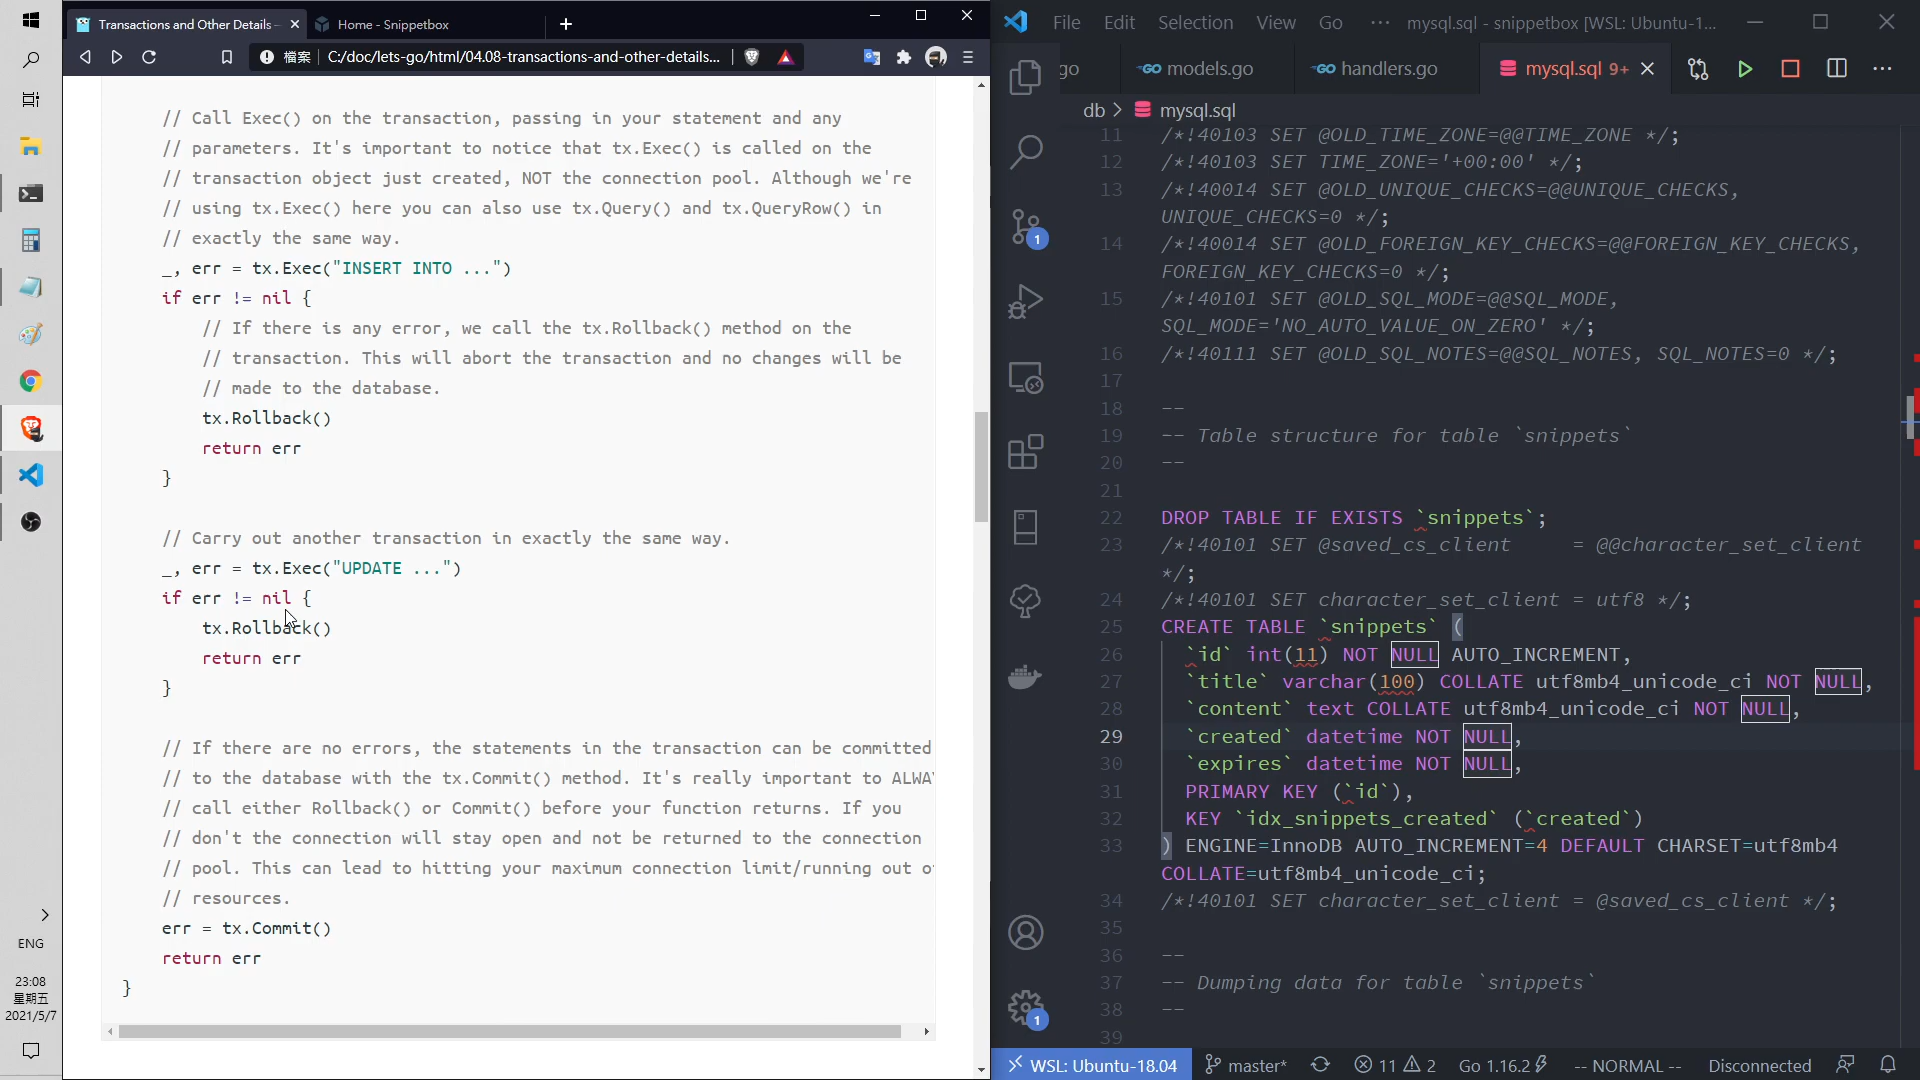 Transactions and Other Details –
Home - Snippetbox
檔案 C:/doc/lets-go/html/04.08-transactions-and-other-details...
// Call Exec() on the transaction, passing in your statement and any
// parameters. It's important to notice that tx.Exec() is called on the
// transaction object just created, NOT the connection pool. Although we're
// using tx.Exec() here you can also use tx.Query() and tx.QueryRow() in
// exactly the same way.
_, err = tx.Exec("INSERT INTO ...")
if err != nil {
// If there is any error, we call the tx.Rollback() method on the
// transaction. This will abort the transaction and no changes will be
// made to the database.
tx.Rollback()
return err
}
// Carry out another transaction in exactly the same way.
_, err = tx.Exec("UPDATE ...")
if err != nil {
tx.Rollback()
return err
}
// If there are no errors, the statements in the transaction can be committed
// to the database with the tx.Commit() method. It's really important to ALWA
// call either Rollback() or Commit() before your function returns. If you
// don't the connection will stay open and not be returned to the connection
// pool. This can lead to hitting your maximum connection limit/running out o
// resources.
err = tx.Commit()
return err
}
ENG
23:08
星期五
2021/5/7
File Edit Selection View Go ··· mysql.sql - snippetbox [WSL: Ubuntu-1...
go models.go handlers.go mysql.sql 9+
db > mysql.sql
11 /*!40103 SET @OLD_TIME_ZONE=@@TIME_ZONE */;
12 /*!40103 SET TIME_ZONE='+00:00' */;
13 /*!40014 SET @OLD_UNIQUE_CHECKS=@@UNIQUE_CHECKS,
UNIQUE_CHECKS=0 */;
14 /*!40014 SET @OLD_FOREIGN_KEY_CHECKS=@@FOREIGN_KEY_CHECKS,
FOREIGN_KEY_CHECKS=0 */;
15 /*!40101 SET @OLD_SQL_MODE=@@SQL_MODE,
SQL_MODE='NO_AUTO_VALUE_ON_ZERO' */;
16 /*!40111 SET @OLD_SQL_NOTES=@@SQL_NOTES, SQL_NOTES=0 */;
17
18 --
19 -- Table structure for table `snippets`
20 --
21
22 DROP TABLE IF EXISTS `snippets`;
23 /*!40101 SET @saved_cs_client     = @@character_set_client
*/;
24 /*!40101 SET character_set_client = utf8 */;
25 CREATE TABLE `snippets` (
26 `id` int(11) NOT NULL AUTO_INCREMENT,
27 `title` varchar(100) COLLATE utf8mb4_unicode_ci NOT NULL,
28 `content` text COLLATE utf8mb4_unicode_ci NOT NULL,
29 `created` datetime NOT NULL,
30 `expires` datetime NOT NULL,
31 PRIMARY KEY (`id`),
32 KEY `idx_snippets_created` (`created`)
33 ) ENGINE=InnoDB AUTO_INCREMENT=4 DEFAULT CHARSET=utf8mb4
COLLATE=utf8mb4_unicode_ci;
34 /*!40101 SET character_set_client = @saved_cs_client */;
35
36 --
37 -- Dumping data for table `snippets`
38 --
39
1
1
WSL: Ubuntu-18.04 master* 11 2 Go 1.16.2 -- NORMAL -- Disconnected